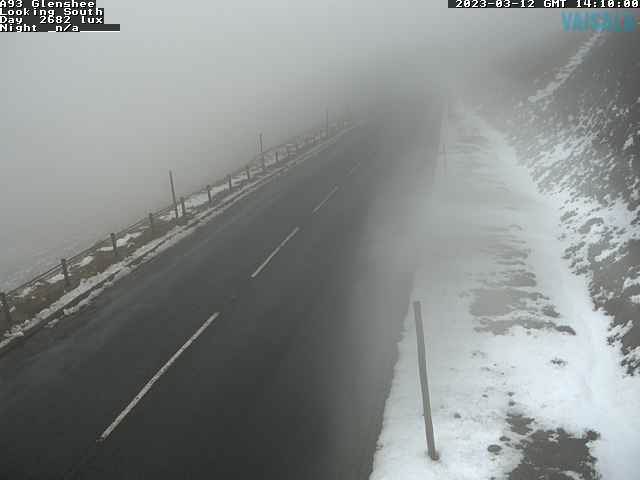 A93 Glenshee
2023-03-12 GMT 14:10:00
Looking South
Day 2682 lux
Night n/a
VAISALA